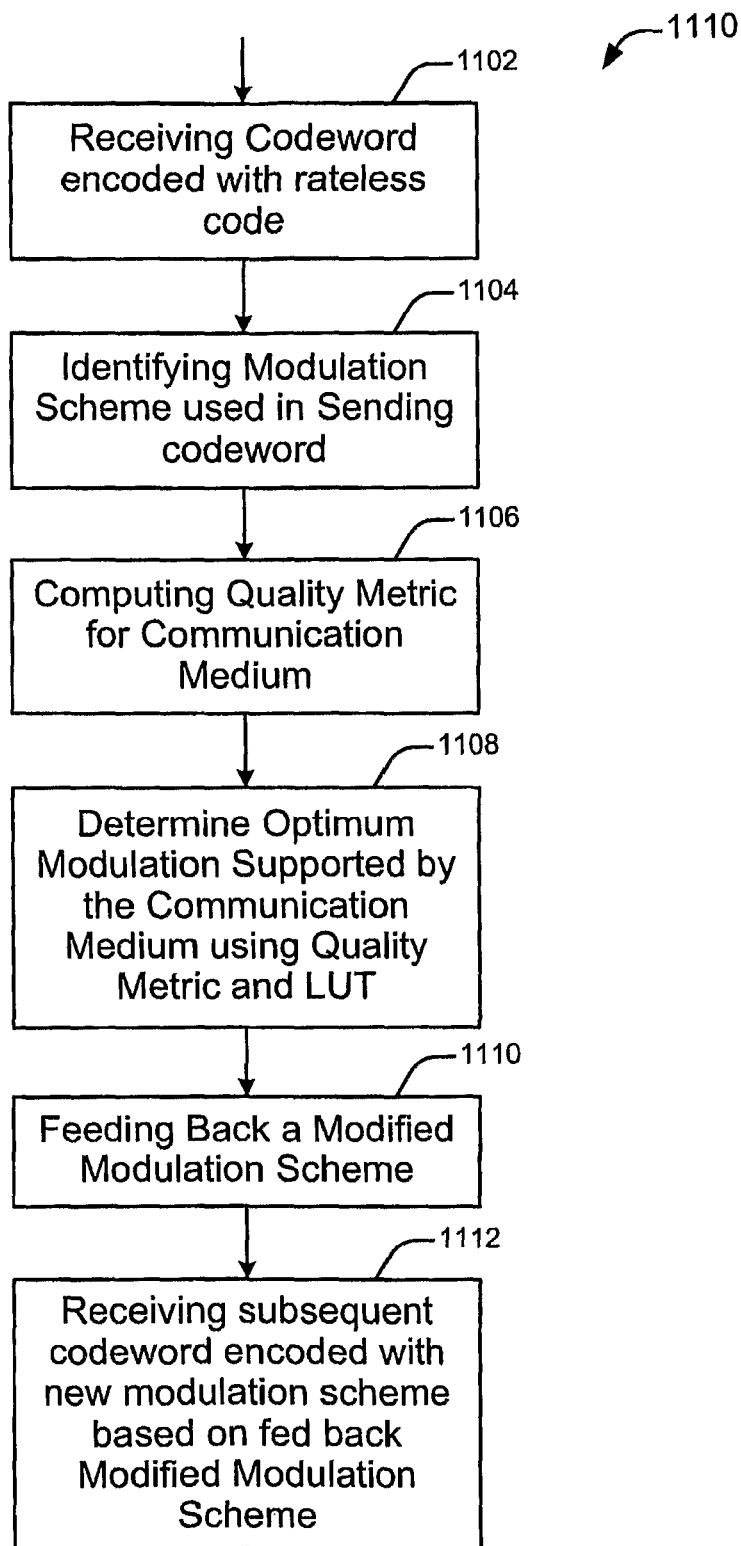 1110
1102
Receiving Codeword
encoded with rateless
code
1104
Identifying Modulation
Scheme used in Sending
codeword
1106
Computing Quality Metric
for Communication
Medium
1108
Determine Optimum
Modulation Supported by
the Communication
Medium using Quality
Metric and LUT
1110
Feeding Back a Modified
Modulation Scheme
1112
Receiving subsequent
codeword encoded with
new modulation scheme
based on fed back
Modified Modulation
Scheme